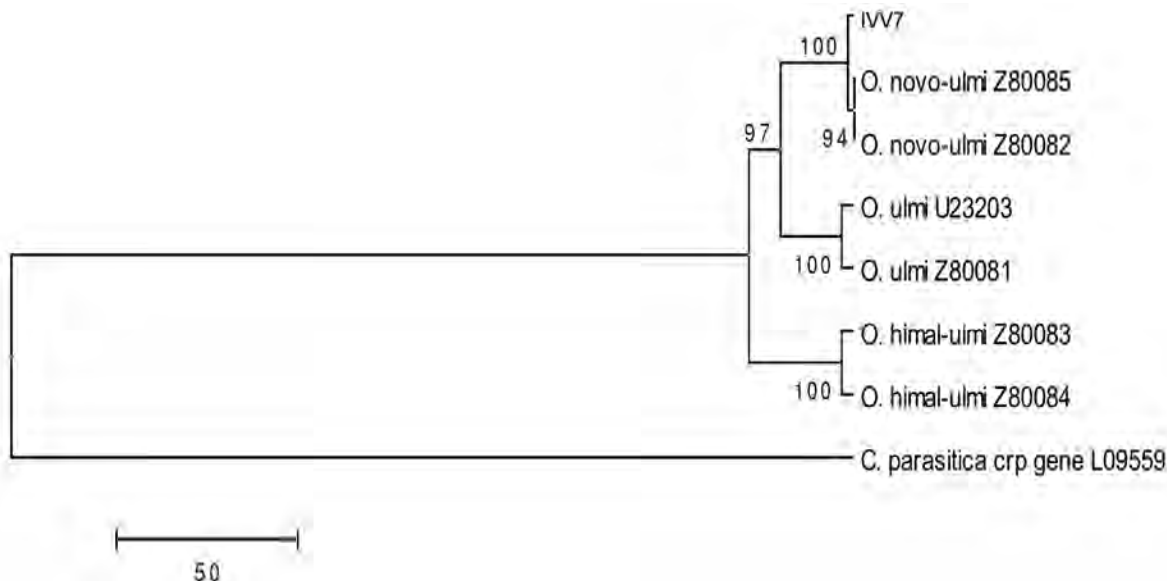 IVV7
100
O. novo-ulmi Z80085
97
94
O. novo-ulmi Z80082
O. ulmi U23203
100
O. ulmi Z80081
O. himal-ulmi Z80083
100
O. himal-ulmi Z80084
C. parasitica crp gene L09559
50